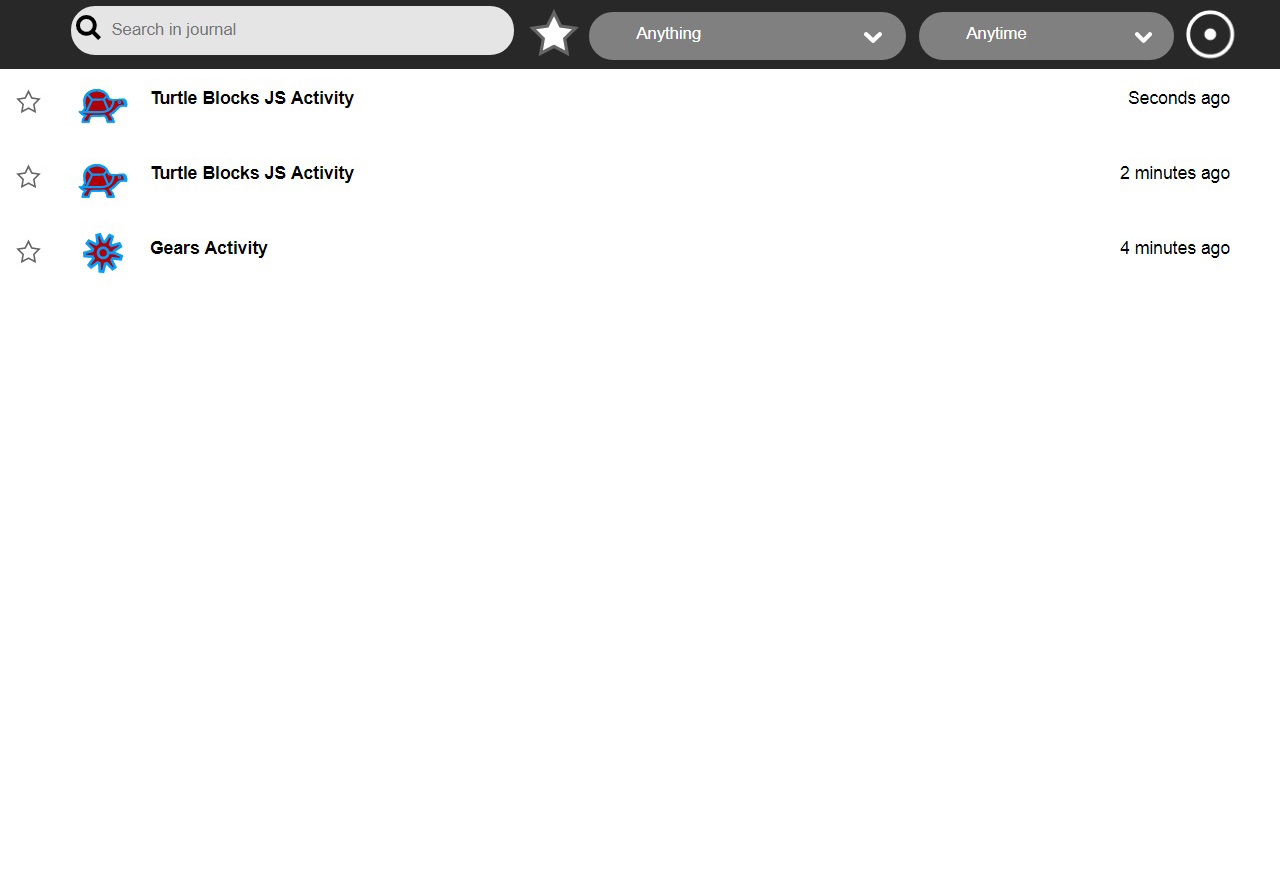 Search in journal Anything Anytime
Turtle Blocks JS Activity Seconds ago
Turtle Blocks JS Activity 2 minutes ago
Gears Activity 4 minutes ago